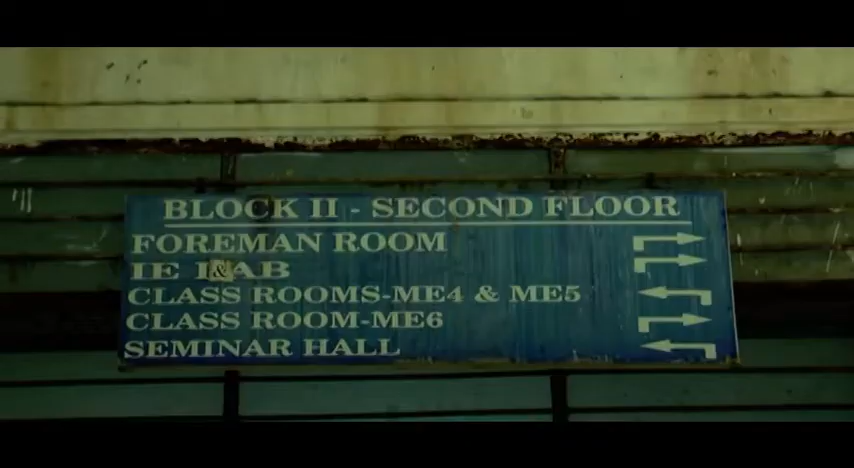 BLOCK II - SECOND FLOOR
FOREMAN ROOM
IE LAB
CLASS ROOMS-ME4 & ME5
CLASS ROOM-ME6
SEMINAR HALL